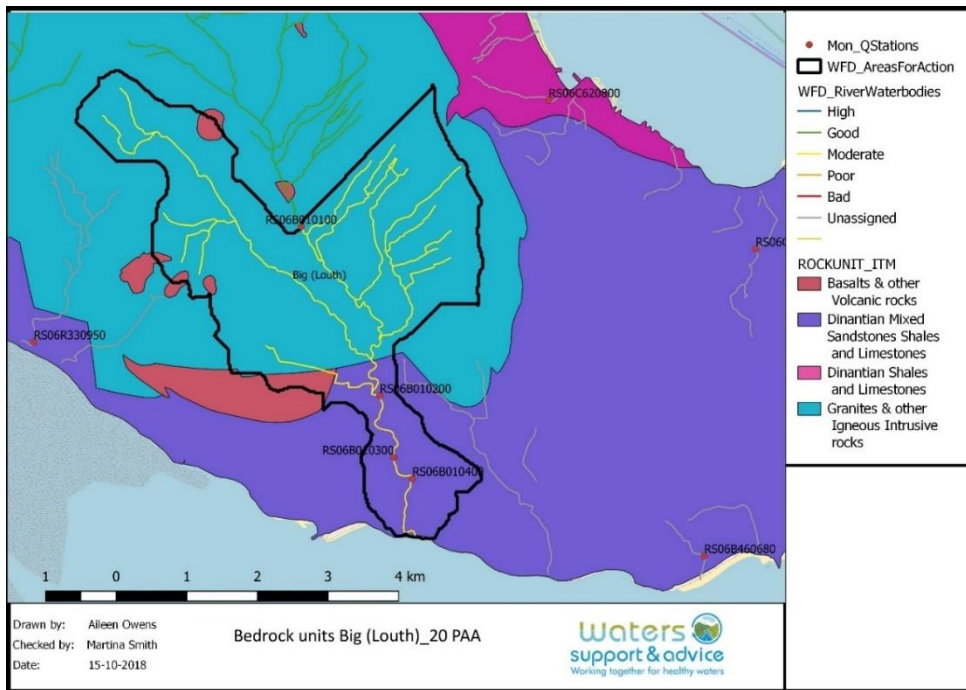 RS06C620800
RS06B010100
RS060
Big (Louth)
RS06R330950
RS06B010200
RS06B010300
RS06B010400
RS06B460680
1 0 1 2 3 4 km
Mon_QStations
WFD_AreasForAction
WFD_RiverWaterbodies
High
Good
Moderate
Poor
Bad
Unassigned
ROCKUNIT_ITM
Basalts & other
Volcanic rocks
Dinantian Mixed
Sandstones Shales
and Limestones
Dinantian Shales
and Limestones
Granites & other
Igneous Intrusive
rocks
Drawn by: Aileen Owens
Checked by: Martina Smith
Date: 15-10-2018
Bedrock units Big (Louth)_20 PAA
Waters
support & advice
Working together for healthy waters